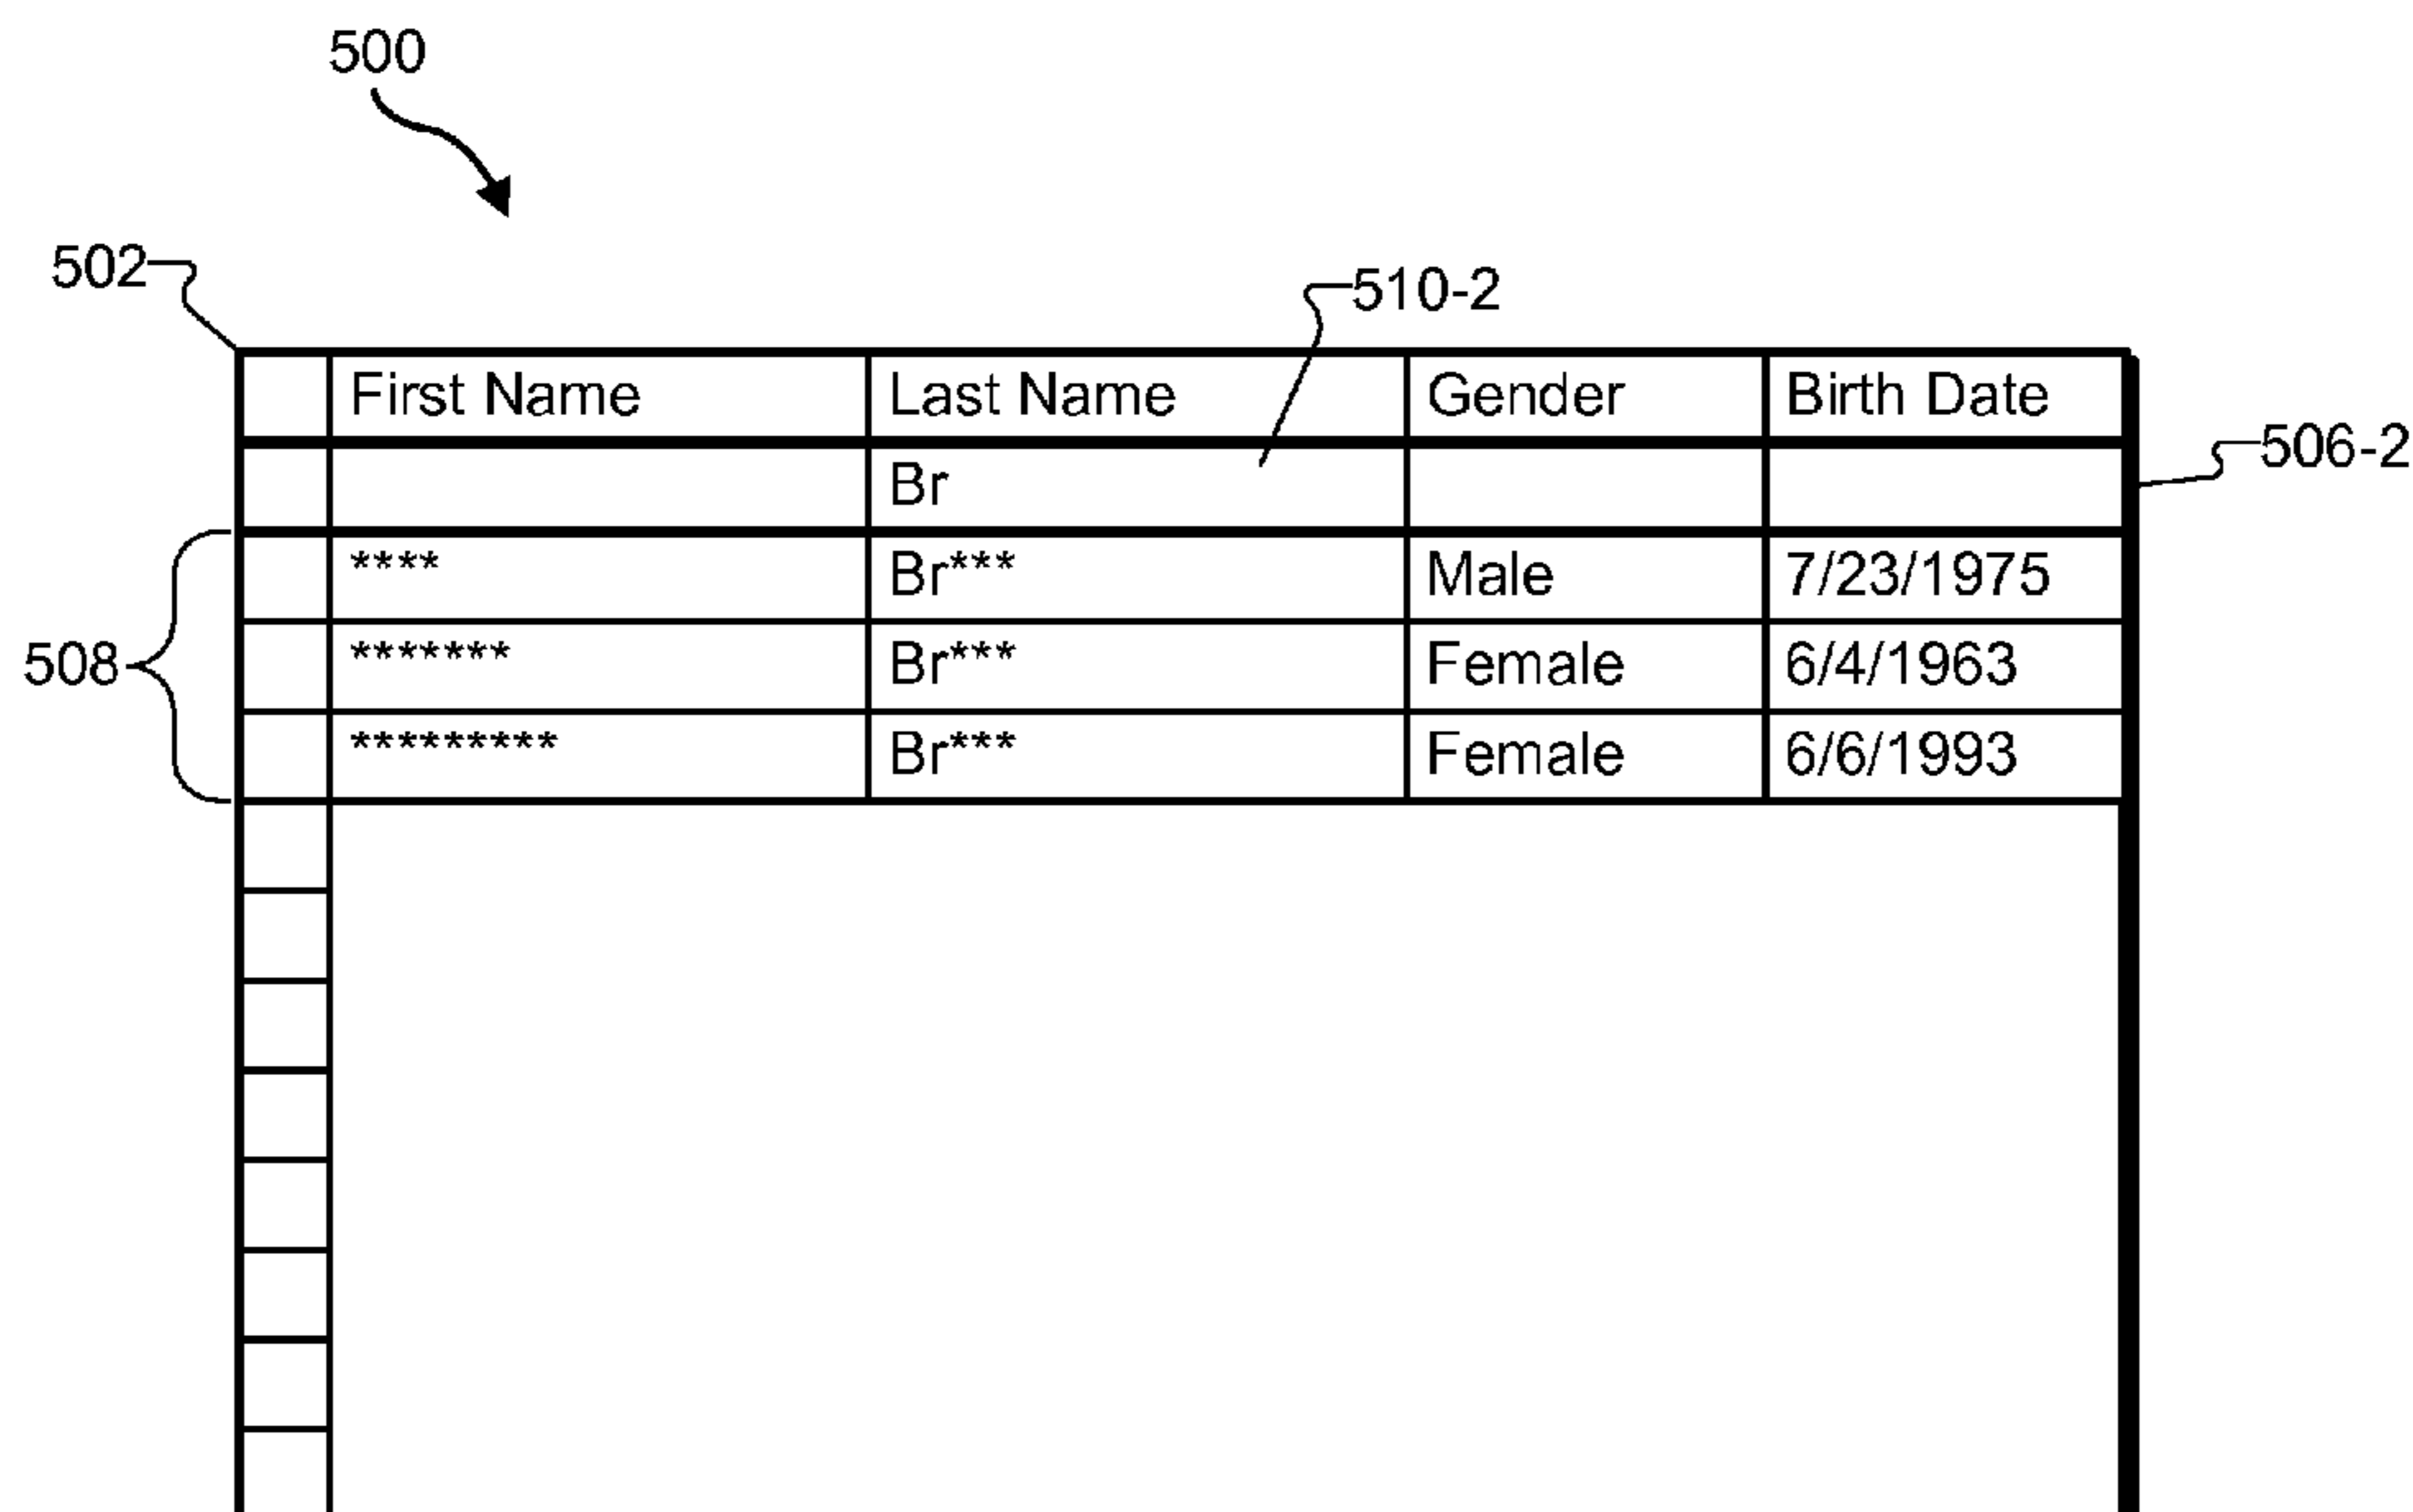 500
502
510-2
First Name Last Name Gender Birth Date
506-2
Br
**** Br*** Male 7/23/1975
508
******* Br*** Female 6/4/1963
********* Br*** Female 6/6/1993